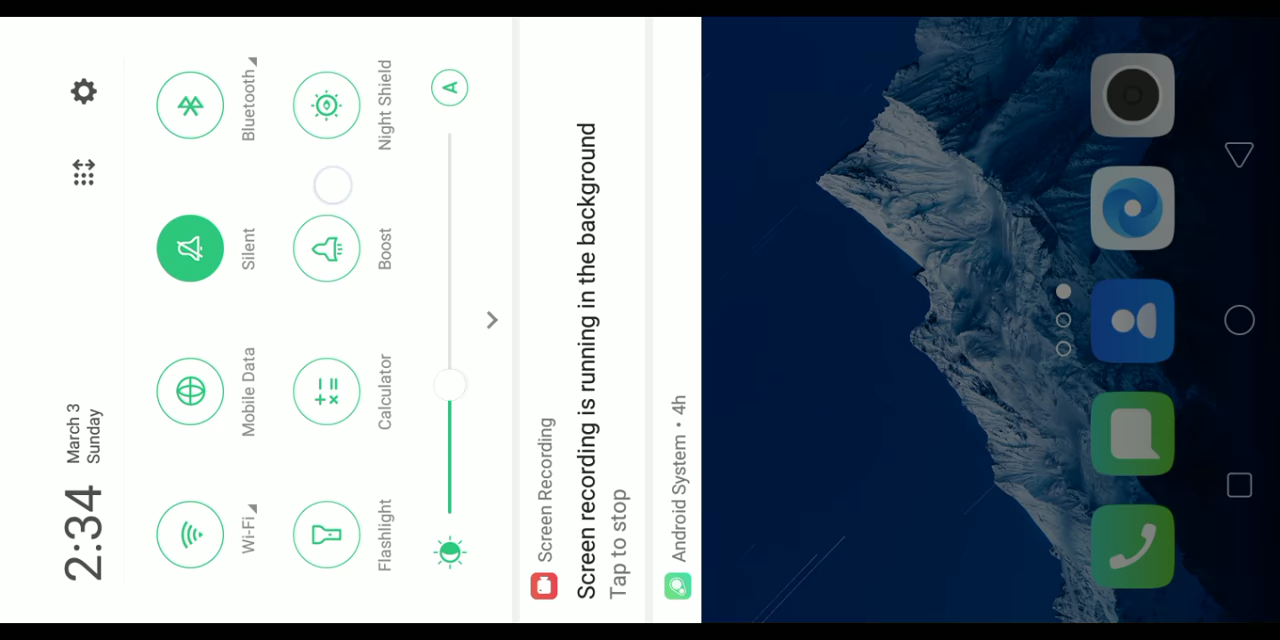 2:34
March 3
Sunday
Wi-Fi
Mobile Data
Silent
Bluetooth
Flashlight
Calculator
Boost
Night Shield
A
Screen Recording
Screen recording is running in the background
Tap to stop
Android System • 4h